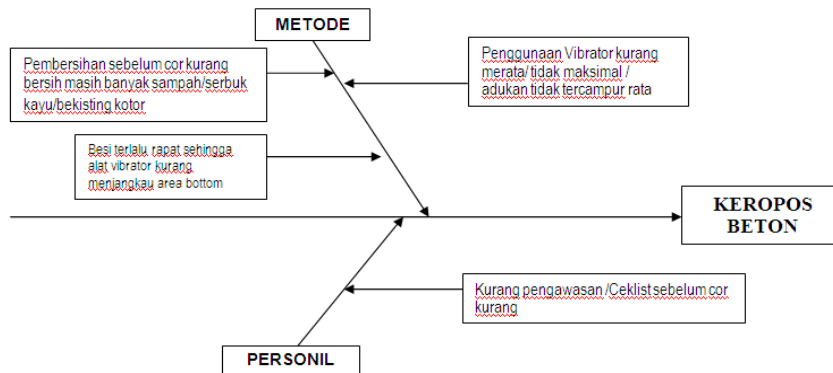 METODE
Pembersihan sebelum cor kurang
bersih masih banyak sampah/serbuk
kayu/bekisting kotor
Penggunaan Vibrator kurang
merata/ tidak maksimal /
adukan tidak tercampur rata
Besi terlalu rapat sehingga
alat vibrator kurang
menjangkau area bottom
KEROPOS
BETON
Kurang pengawasan /Ceklist sebelum cor
kurang
PERSONIL